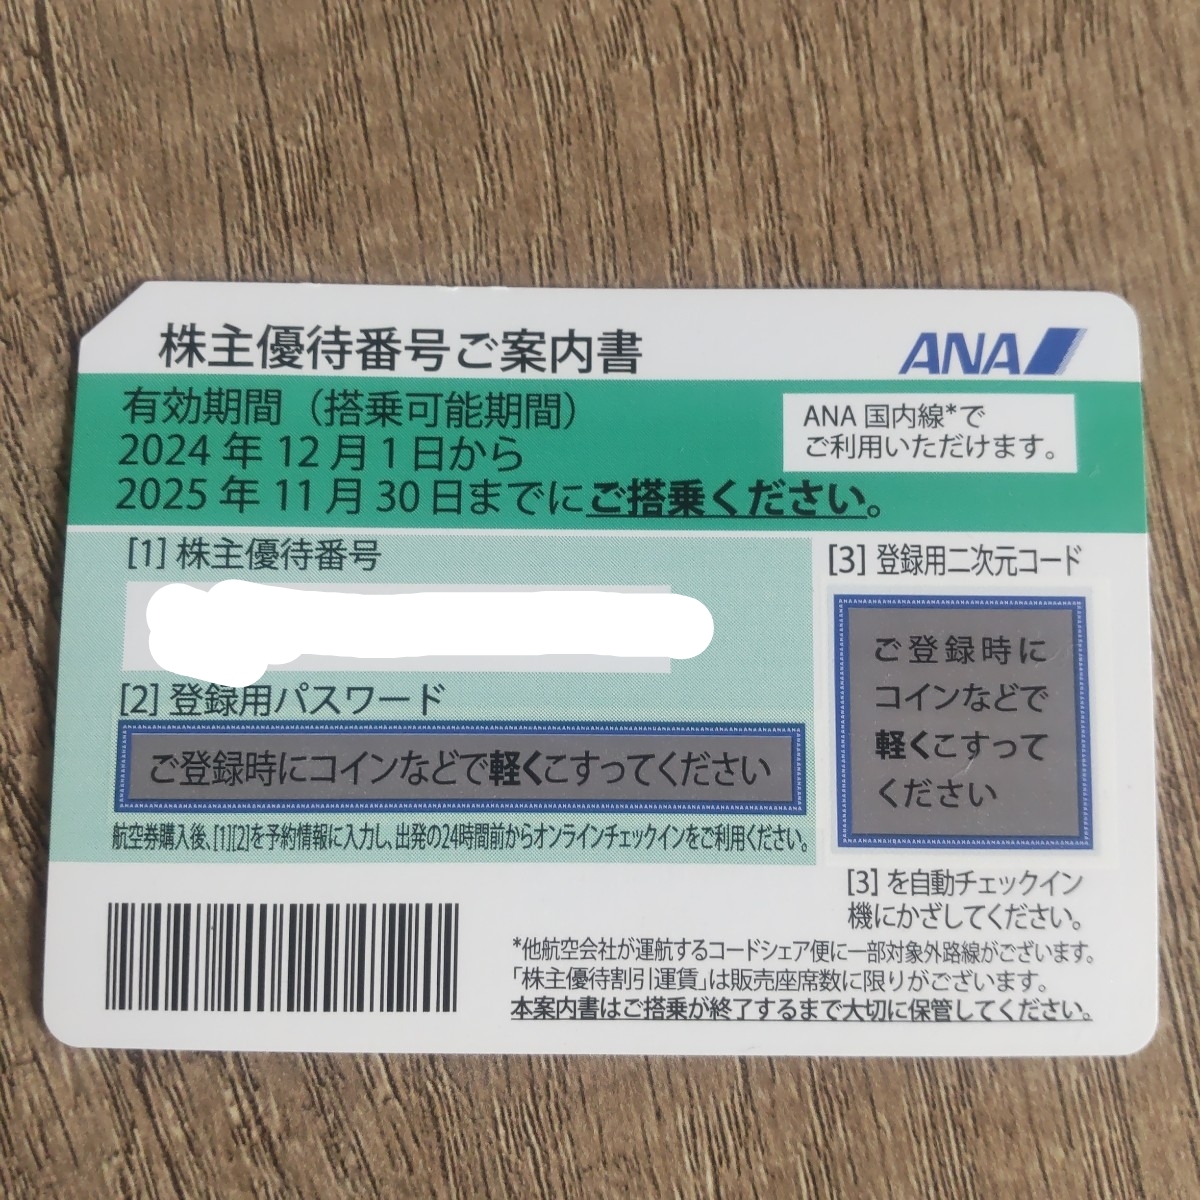 株主優待番号ご案内書
ANA
有効期間（搭乗可能期間）
2024 年 12 月 1 日から
2025 年 11 月 30 日までにご搭乗ください。
ANA 国内線*で
ご利用いただけます。
[1] 株主優待番号
[2] 登録用パスワード
ご登録時にコインなどで軽くこすってください
航空券購入後、[1][2]を予約情報に入力し、出発の24時間前からオンラインチェックインをご利用ください。
[3] 登録用二次元コード
ご登録時に
コインなどで
軽くこすって
ください
[3] を自動チェックイン
機にかざしてください。
*他航空会社が運航するコードシェア便に一部対象外路線がございます。
「株主優待割引運賃」は販売座席数に限りがございます。
本案内書はご搭乗が終了するまで大切に保管してください。